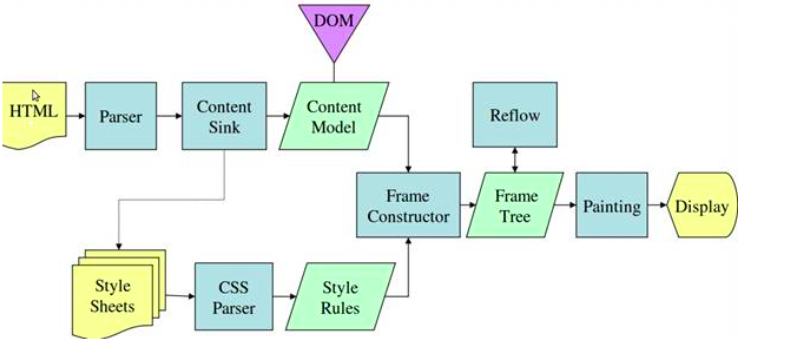 DOM
HTML
Parser
Content
Sink
Content
Model
Reflow
Frame
Constructor
Frame
Tree
Painting
Display
Style
Sheets
CSS
Parser
Style
Rules